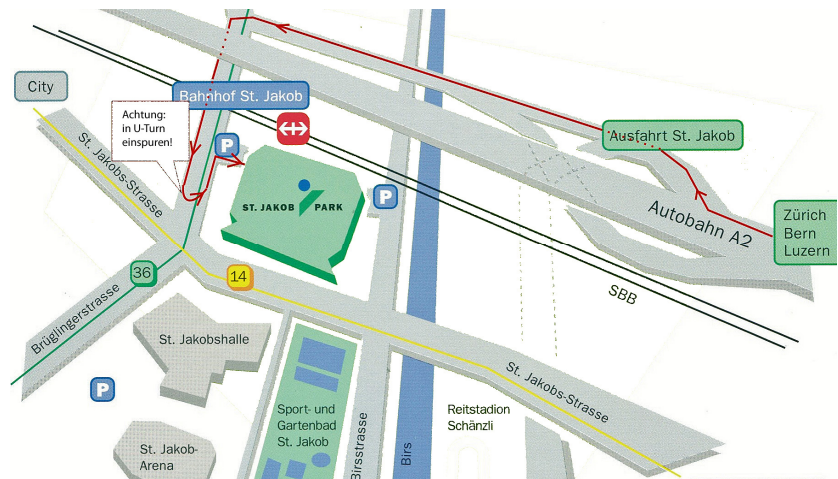 City
Bahnhof St. Jakob
Achtung:
in U-Turn
einspuren!
P
St. Jakobs-Strasse
ST. JAKOB PARK
P
Ausfahrt St. Jakob
Autobahn A2
Zürich
Bern
Luzern
SBB
36
14
Brüglingerstrasse
St. Jakobshalle
P
St. Jakob-
Arena
Sport- und
Gartenbad
St. Jakob
Birsstrasse
Birs
Reitstadion
Schänzli
St. Jakobs-Strasse